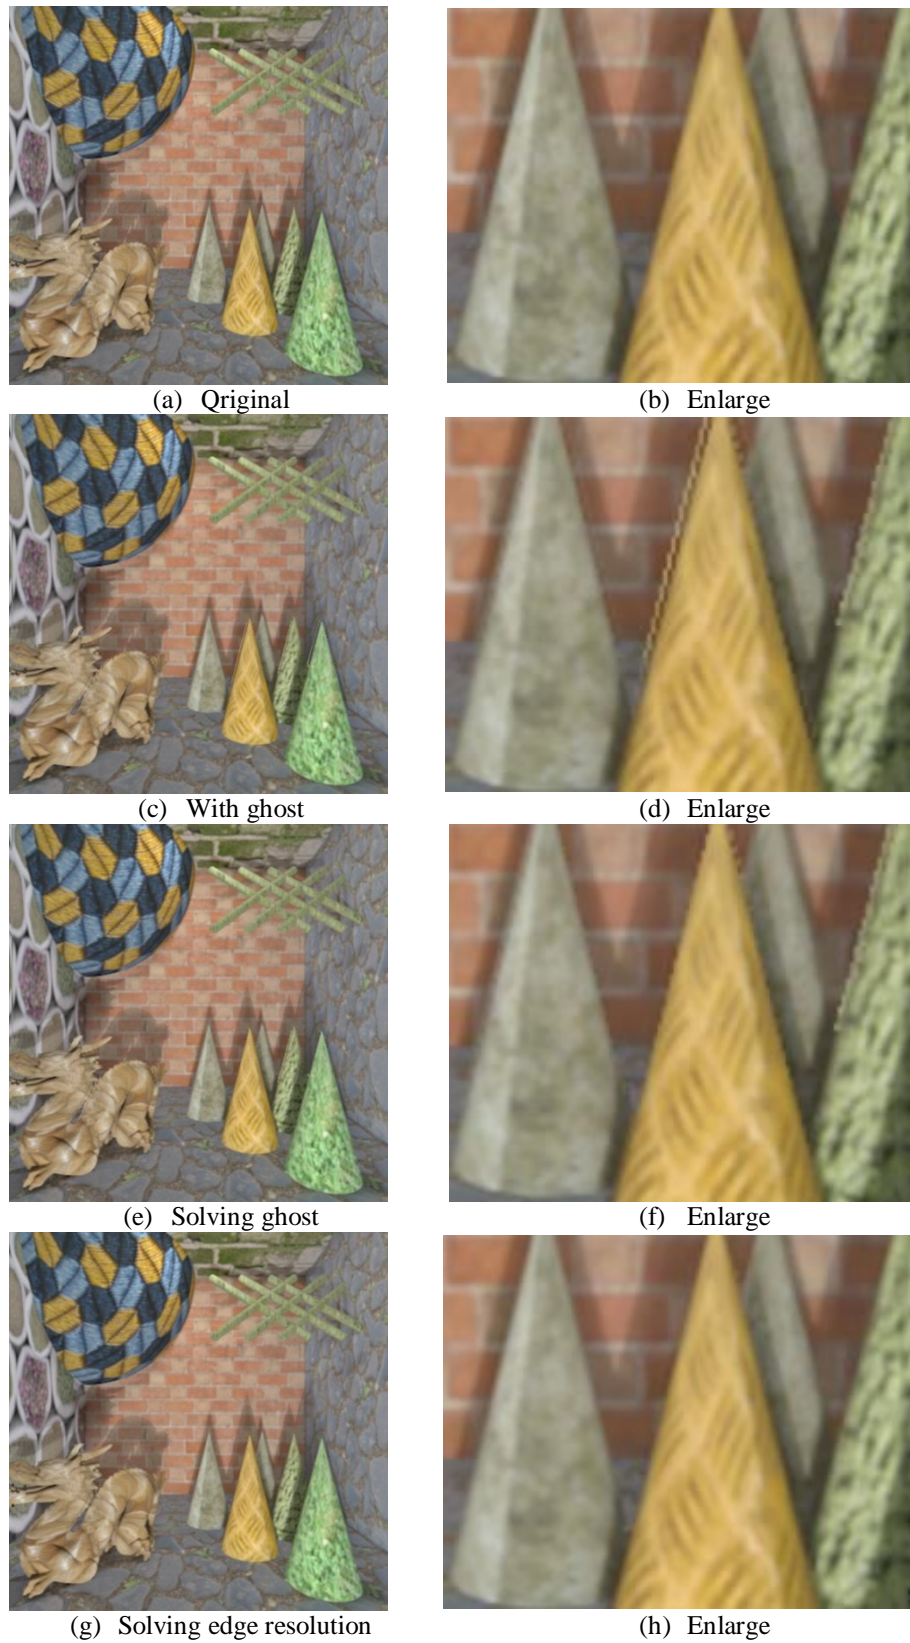 (a) Qriginal
(b) Enlarge
(c) With ghost
(d) Enlarge
(e) Solving ghost
(f) Enlarge
(g) Solving edge resolution
(h) Enlarge